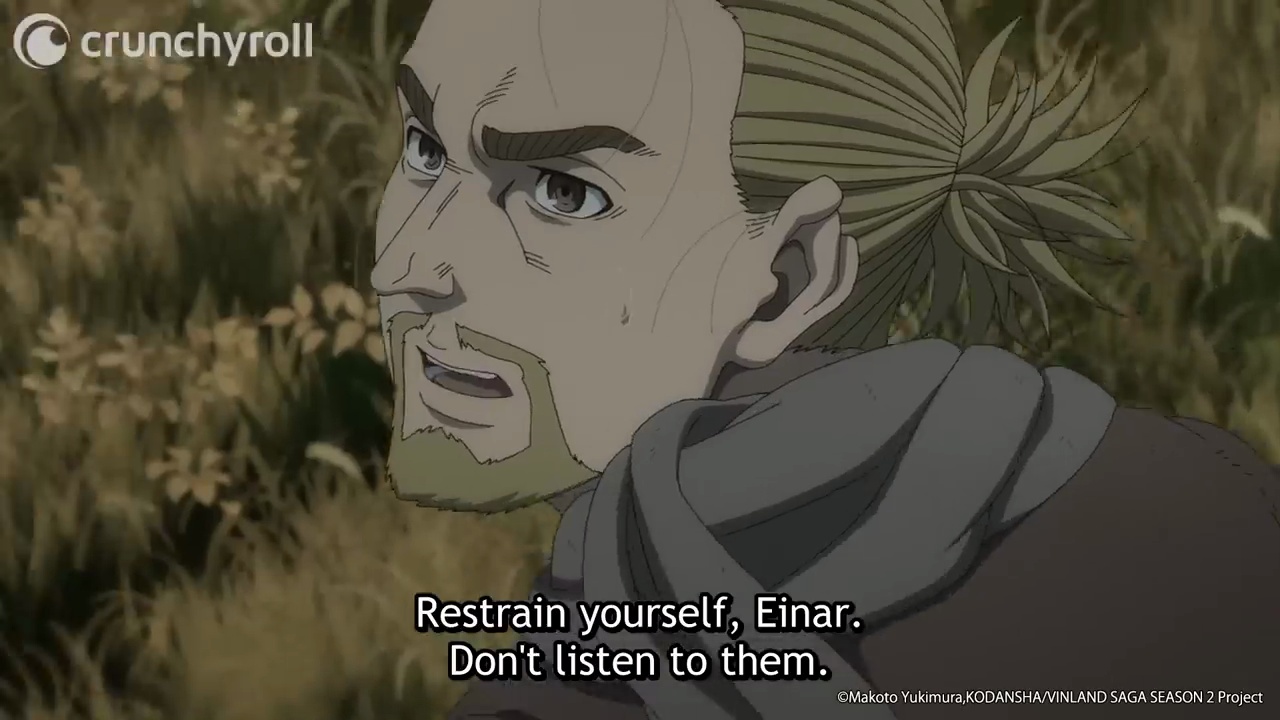 crunchyroll
Restrain yourself, Einar.
Don't listen to them.
©Makoto Yukimura,KODANSHA/VINLAND SAGA SEASON 2 Project